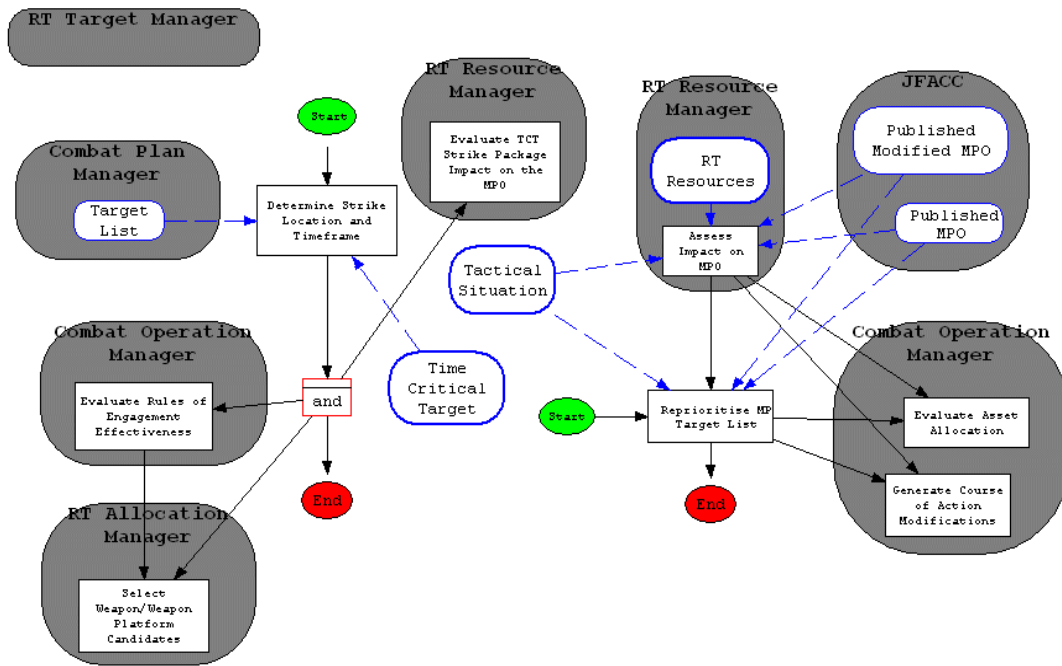 RT Target Manager
Start
Combat Plan
Manager
Target
List
Determine Strike
Location and
Timeframe
RT Resource
Manager
Evaluate TCT
Strike Package
Impact on the
MPO
Combat Operation
Manager
Evaluate Rules of
Engagement
Effectiveness
and
Time
Critical
Target
End
RT Allocation
Manager
Select
Weapon/Weapon
Platform
Candidates
RT Resource
Manager
RT
Resources
Assess
Impact on
MPO
JFACC
Published
Modified MPO
Published
MPO
Tactical
Situation
Start
Reprioritise MP
Target List
End
Combat Operation
Manager
Evaluate Asset
Allocation
Generate Course
of Action
Modifications